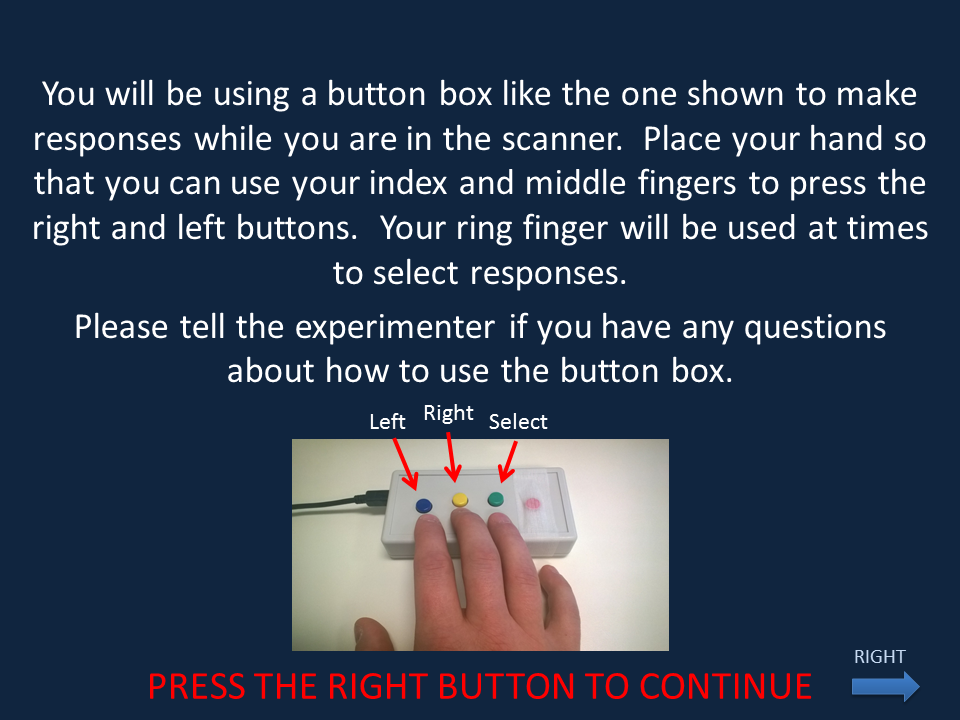 You will be using a button box like the one shown to make
responses while you are in the scanner.  Place your hand so
that you can use your index and middle fingers to press the
right and left buttons.  Your ring finger will be used at times
to select responses.
Please tell the experimenter if you have any questions
about how to use the button box.
Left Right Select
RIGHT
PRESS THE RIGHT BUTTON TO CONTINUE